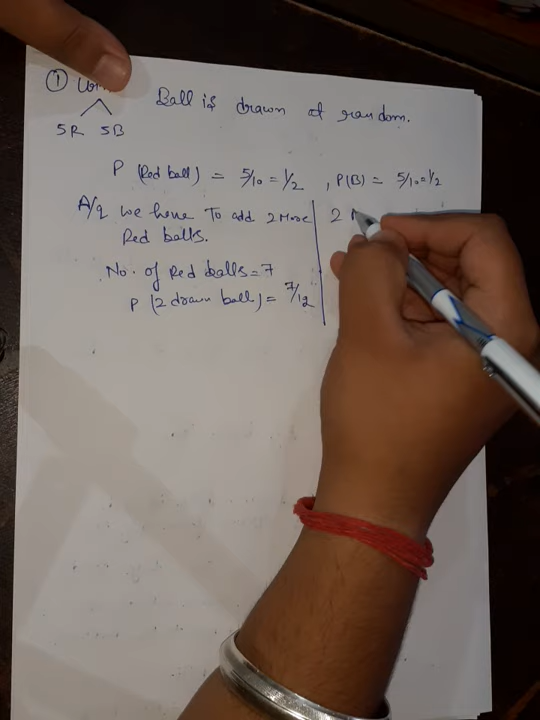 ① Ball is drawn at random.
5R 5B
P (Red ball) = 5/10 = 1/2 , P(B) = 5/10 = 1/2
A/q we have To add 2 More
Red balls.
No. of Red balls = 7
P (2 drawn ball) = 7/12
2